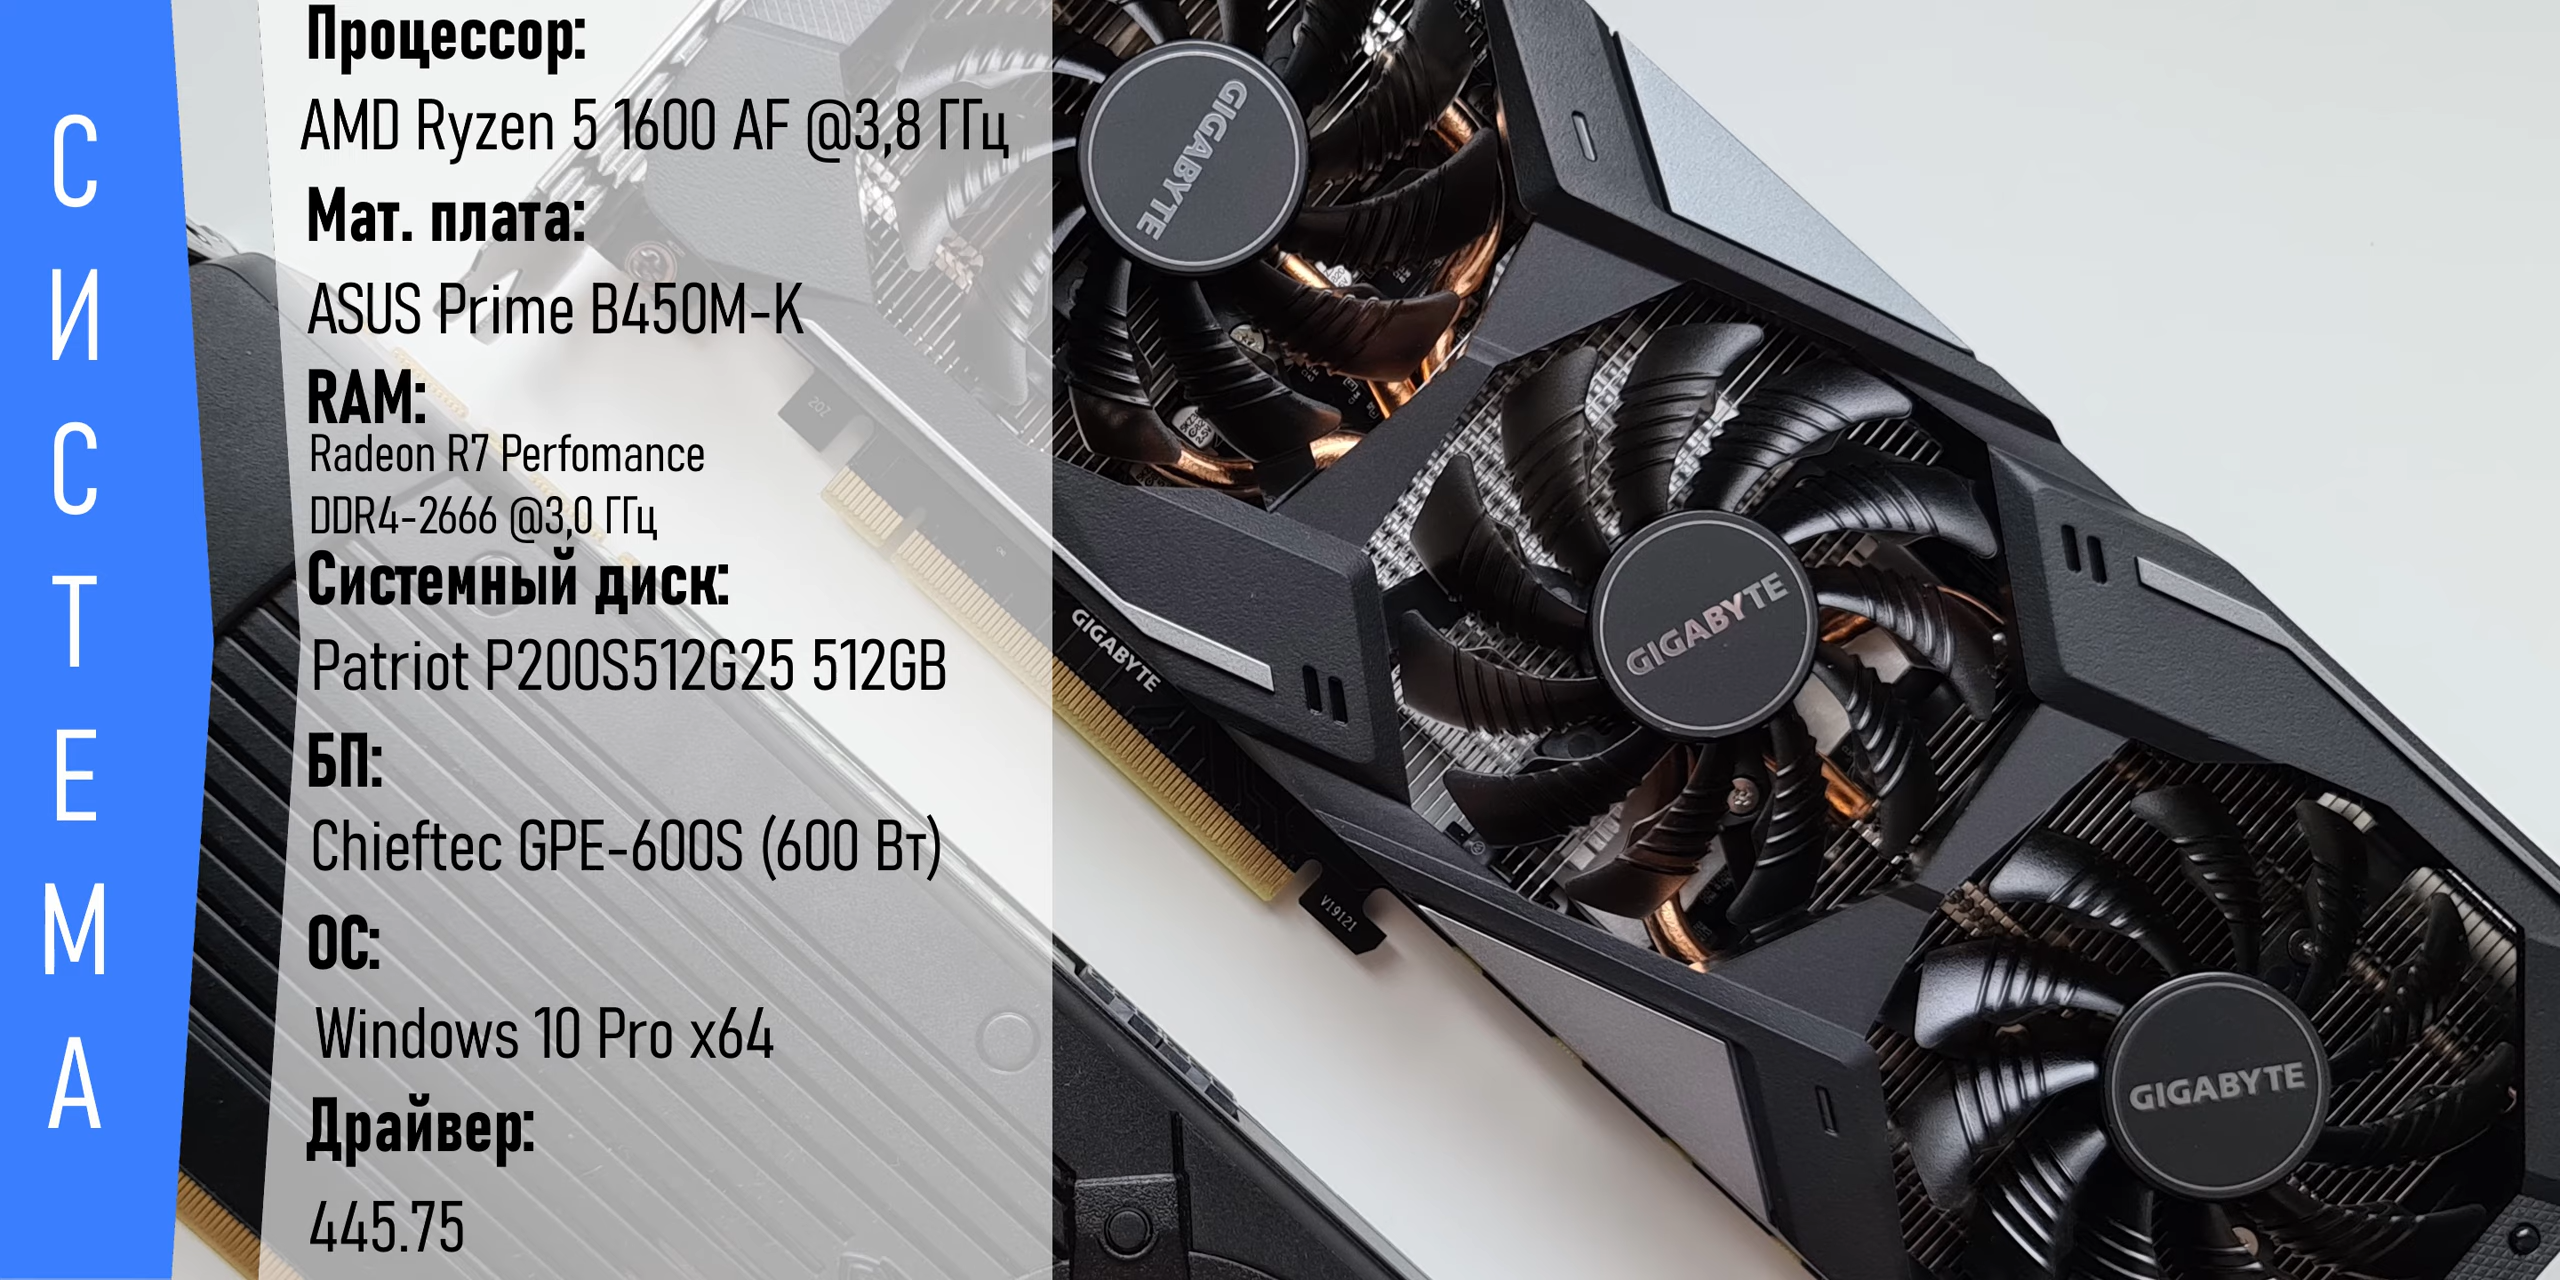 СИСТЕМА
Процессор:
AMD Ryzen 5 1600 AF @3,8 ГГц
Мат. плата:
ASUS Prime B450M-K
RAM:
Radeon R7 Perfomance
DDR4-2666 @3,0 ГГц
Системный диск:
Patriot P200S512G25 512GB
БП:
Chieftec GPE-600S (600 Вт)
ОС:
Windows 10 Pro x64
Драйвер:
445.75
GIGABYTE
GIGABYTE
GIGABYTE
GIGABYTE
207
V19121